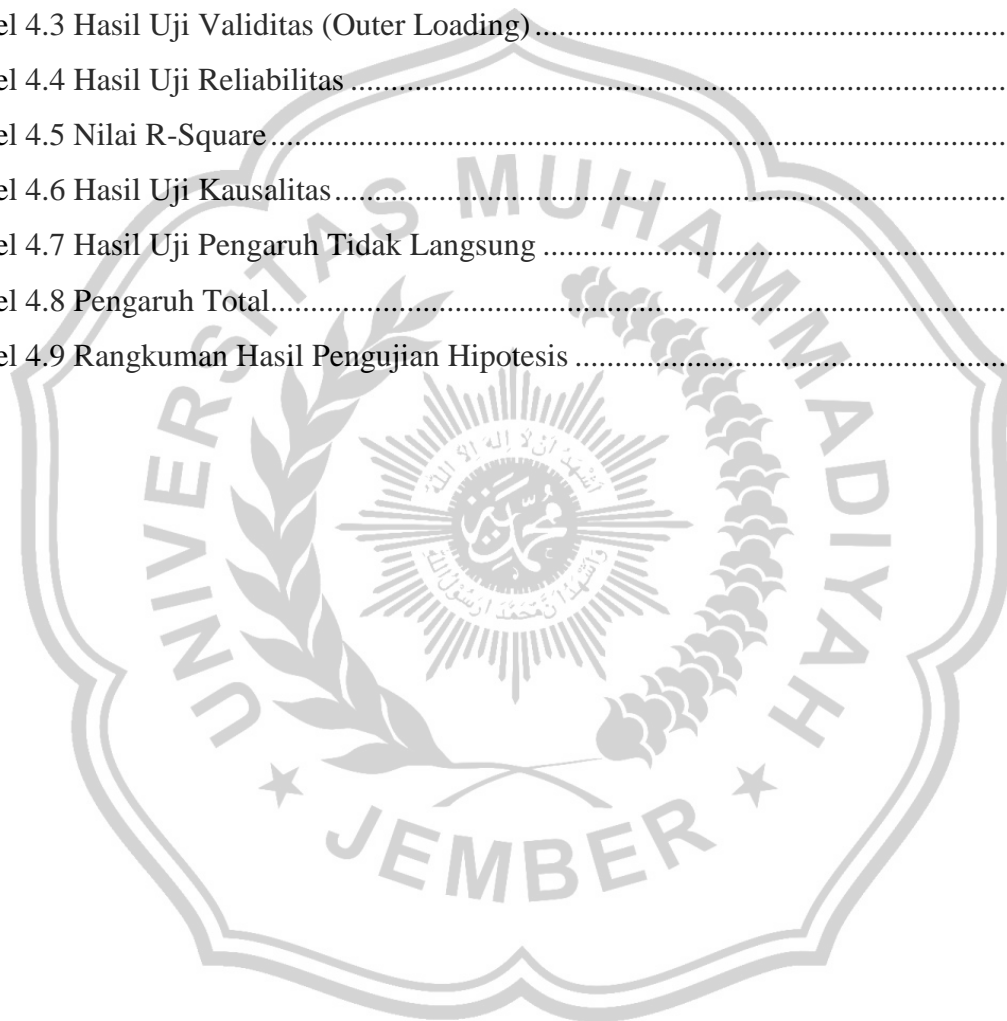 el 4.3 Hasil Uji Validitas (Outer Loading)........................................................
el 4.4 Hasil Uji Reliabilitas ................................................................................
el 4.5 Nilai R-Square..........................................................................................
el 4.6 Hasil Uji Kausalitas..................................................................................
el 4.7 Hasil Uji Pengaruh Tidak Langsung .......................................................
el 4.8 Pengaruh Total..........................................................................................
el 4.9 Rangkuman Hasil Pengujian Hipotesis ...................................................
UNIVERSITAS MUHAMMADIYAH
JEMBER